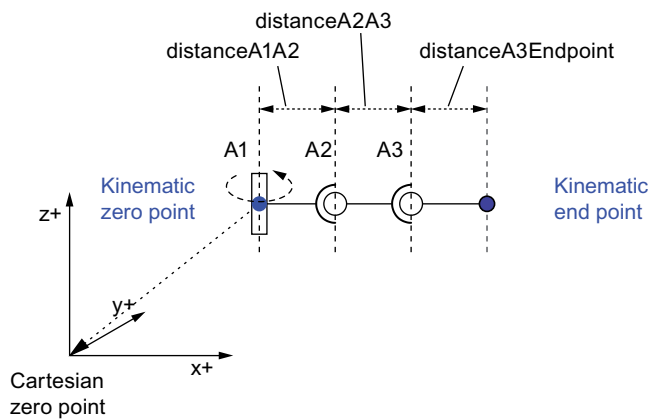 distanceA2A3
distanceA1A2
distanceA3Endpoint
A1
A2
A3
Kinematic
zero point
Kinematic
end point
z+
y+
x+
Cartesian
zero point